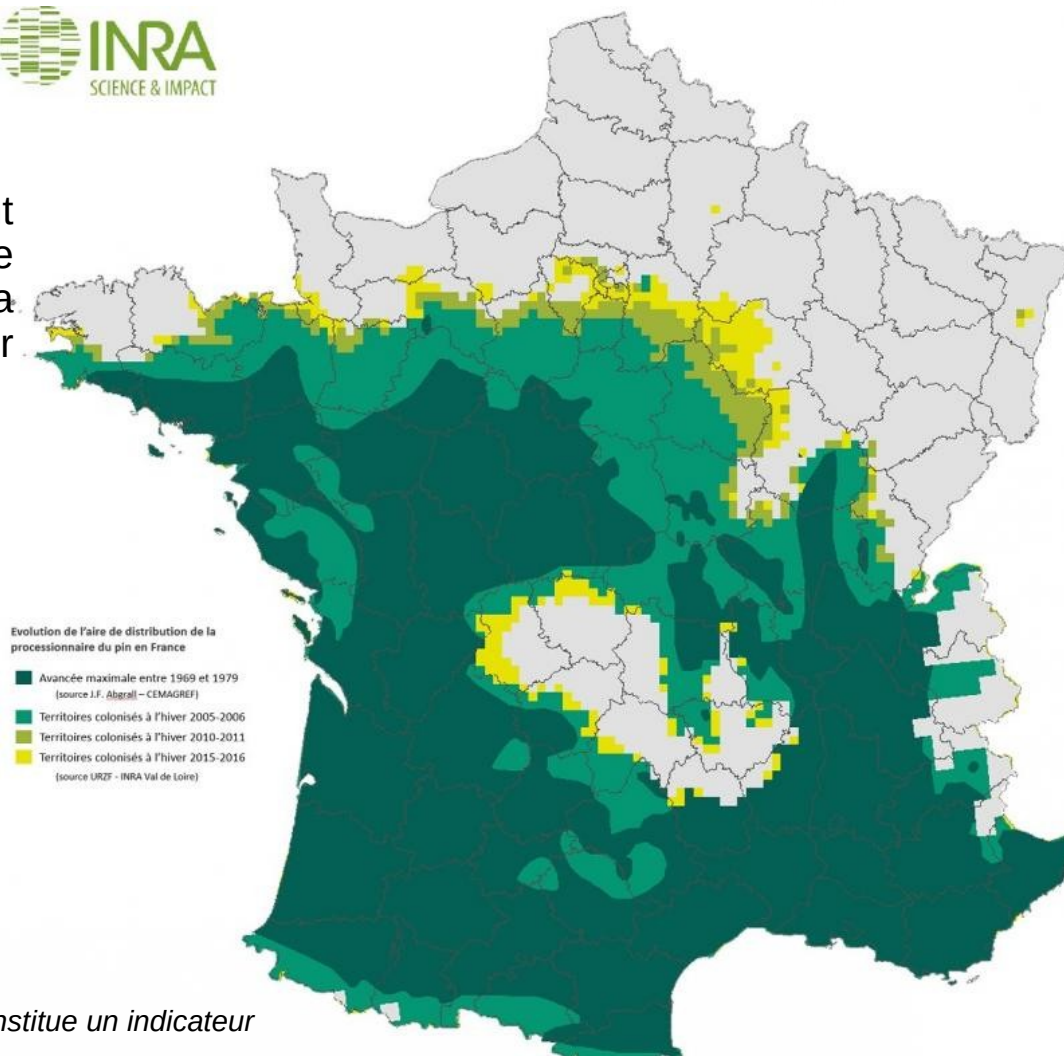 INRA
SCIENCE & IMPACT
t
e
a
r
Evolution de l'aire de distribution de la
processionnaire du pin en France
Avancée maximale entre 1969 et 1979
(source J.F. Abgrall – CEMAGREF)
Territoires colonisés à l'hiver 2005-2006
Territoires colonisés à l'hiver 2010-2011
Territoires colonisés à l'hiver 2015-2016
(source URZF - INRA Val de Loire)
nstitue un indicateur